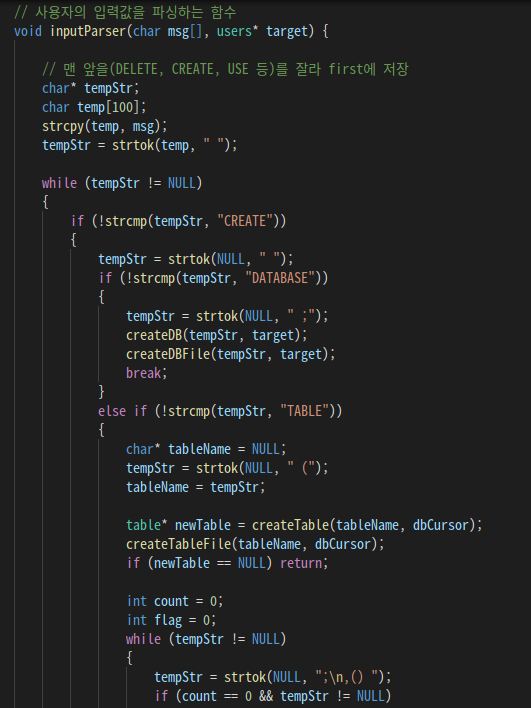 // 사용자의 입력값을 파싱하는 함수
void inputParser(char msg[], users* target) {
// 맨 앞을(DELETE, CREATE, USE 등)를 잘라 first에 저장
char* tempStr;
char temp[100];
strcpy(temp, msg);
tempStr = strtok(temp, " ");
while (tempStr != NULL)
{
if (!strcmp(tempStr, "CREATE"))
{
tempStr = strtok(NULL, " ");
if (!strcmp(tempStr, "DATABASE"))
{
tempStr = strtok(NULL, " ;");
createDB(tempStr, target);
createDBFile(tempStr, target);
break;
}
else if (!strcmp(tempStr, "TABLE"))
{
char* tableName = NULL;
tempStr = strtok(NULL, " (");
tableName = tempStr;
table* newTable = createTable(tableName, dbCursor);
createTableFile(tableName, dbCursor);
if (newTable == NULL) return;
int count = 0;
int flag = 0;
while (tempStr != NULL)
{
tempStr = strtok(NULL, ";\n,() ");
if (count == 0 && tempStr != NULL)